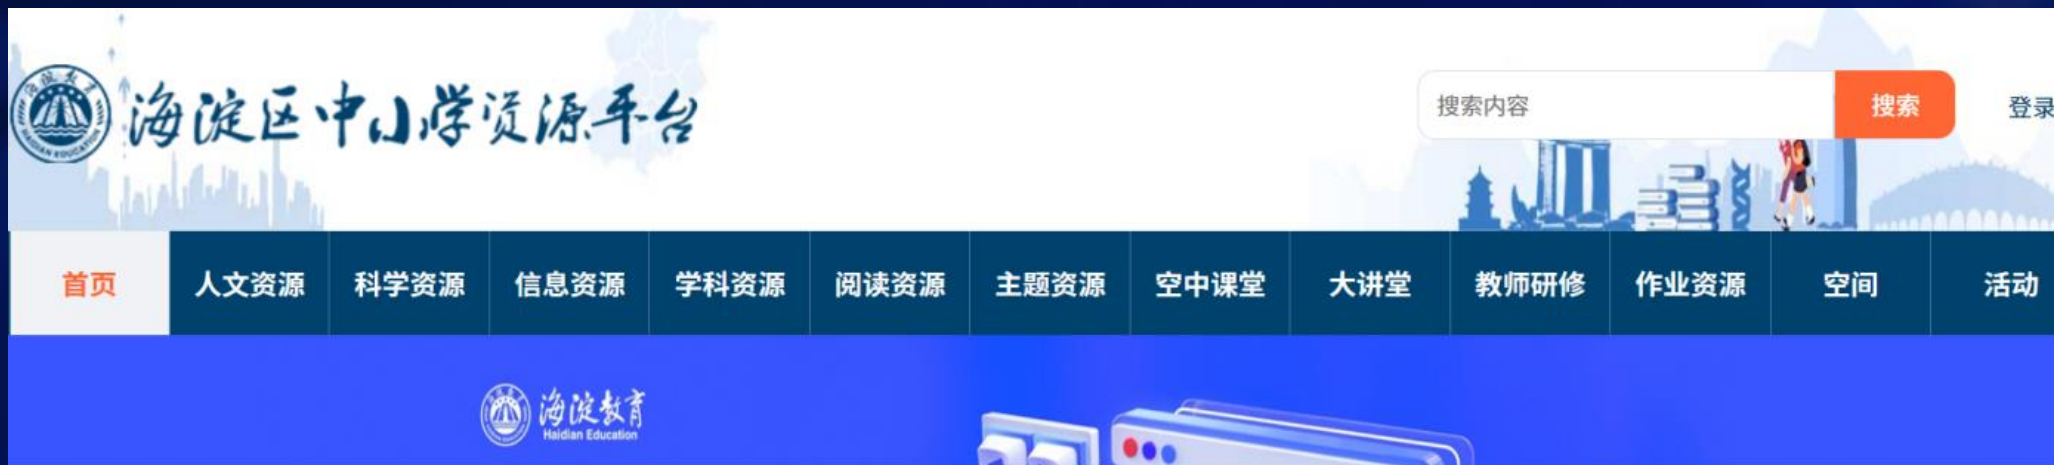 海淀区中小学资源平台
搜索内容 搜索 登录
首页 人文资源 科学资源 信息资源 学科资源 阅读资源 主题资源 空中课堂 大讲堂 教师研修 作业资源 空间 活动
海淀教育
Haidian Education